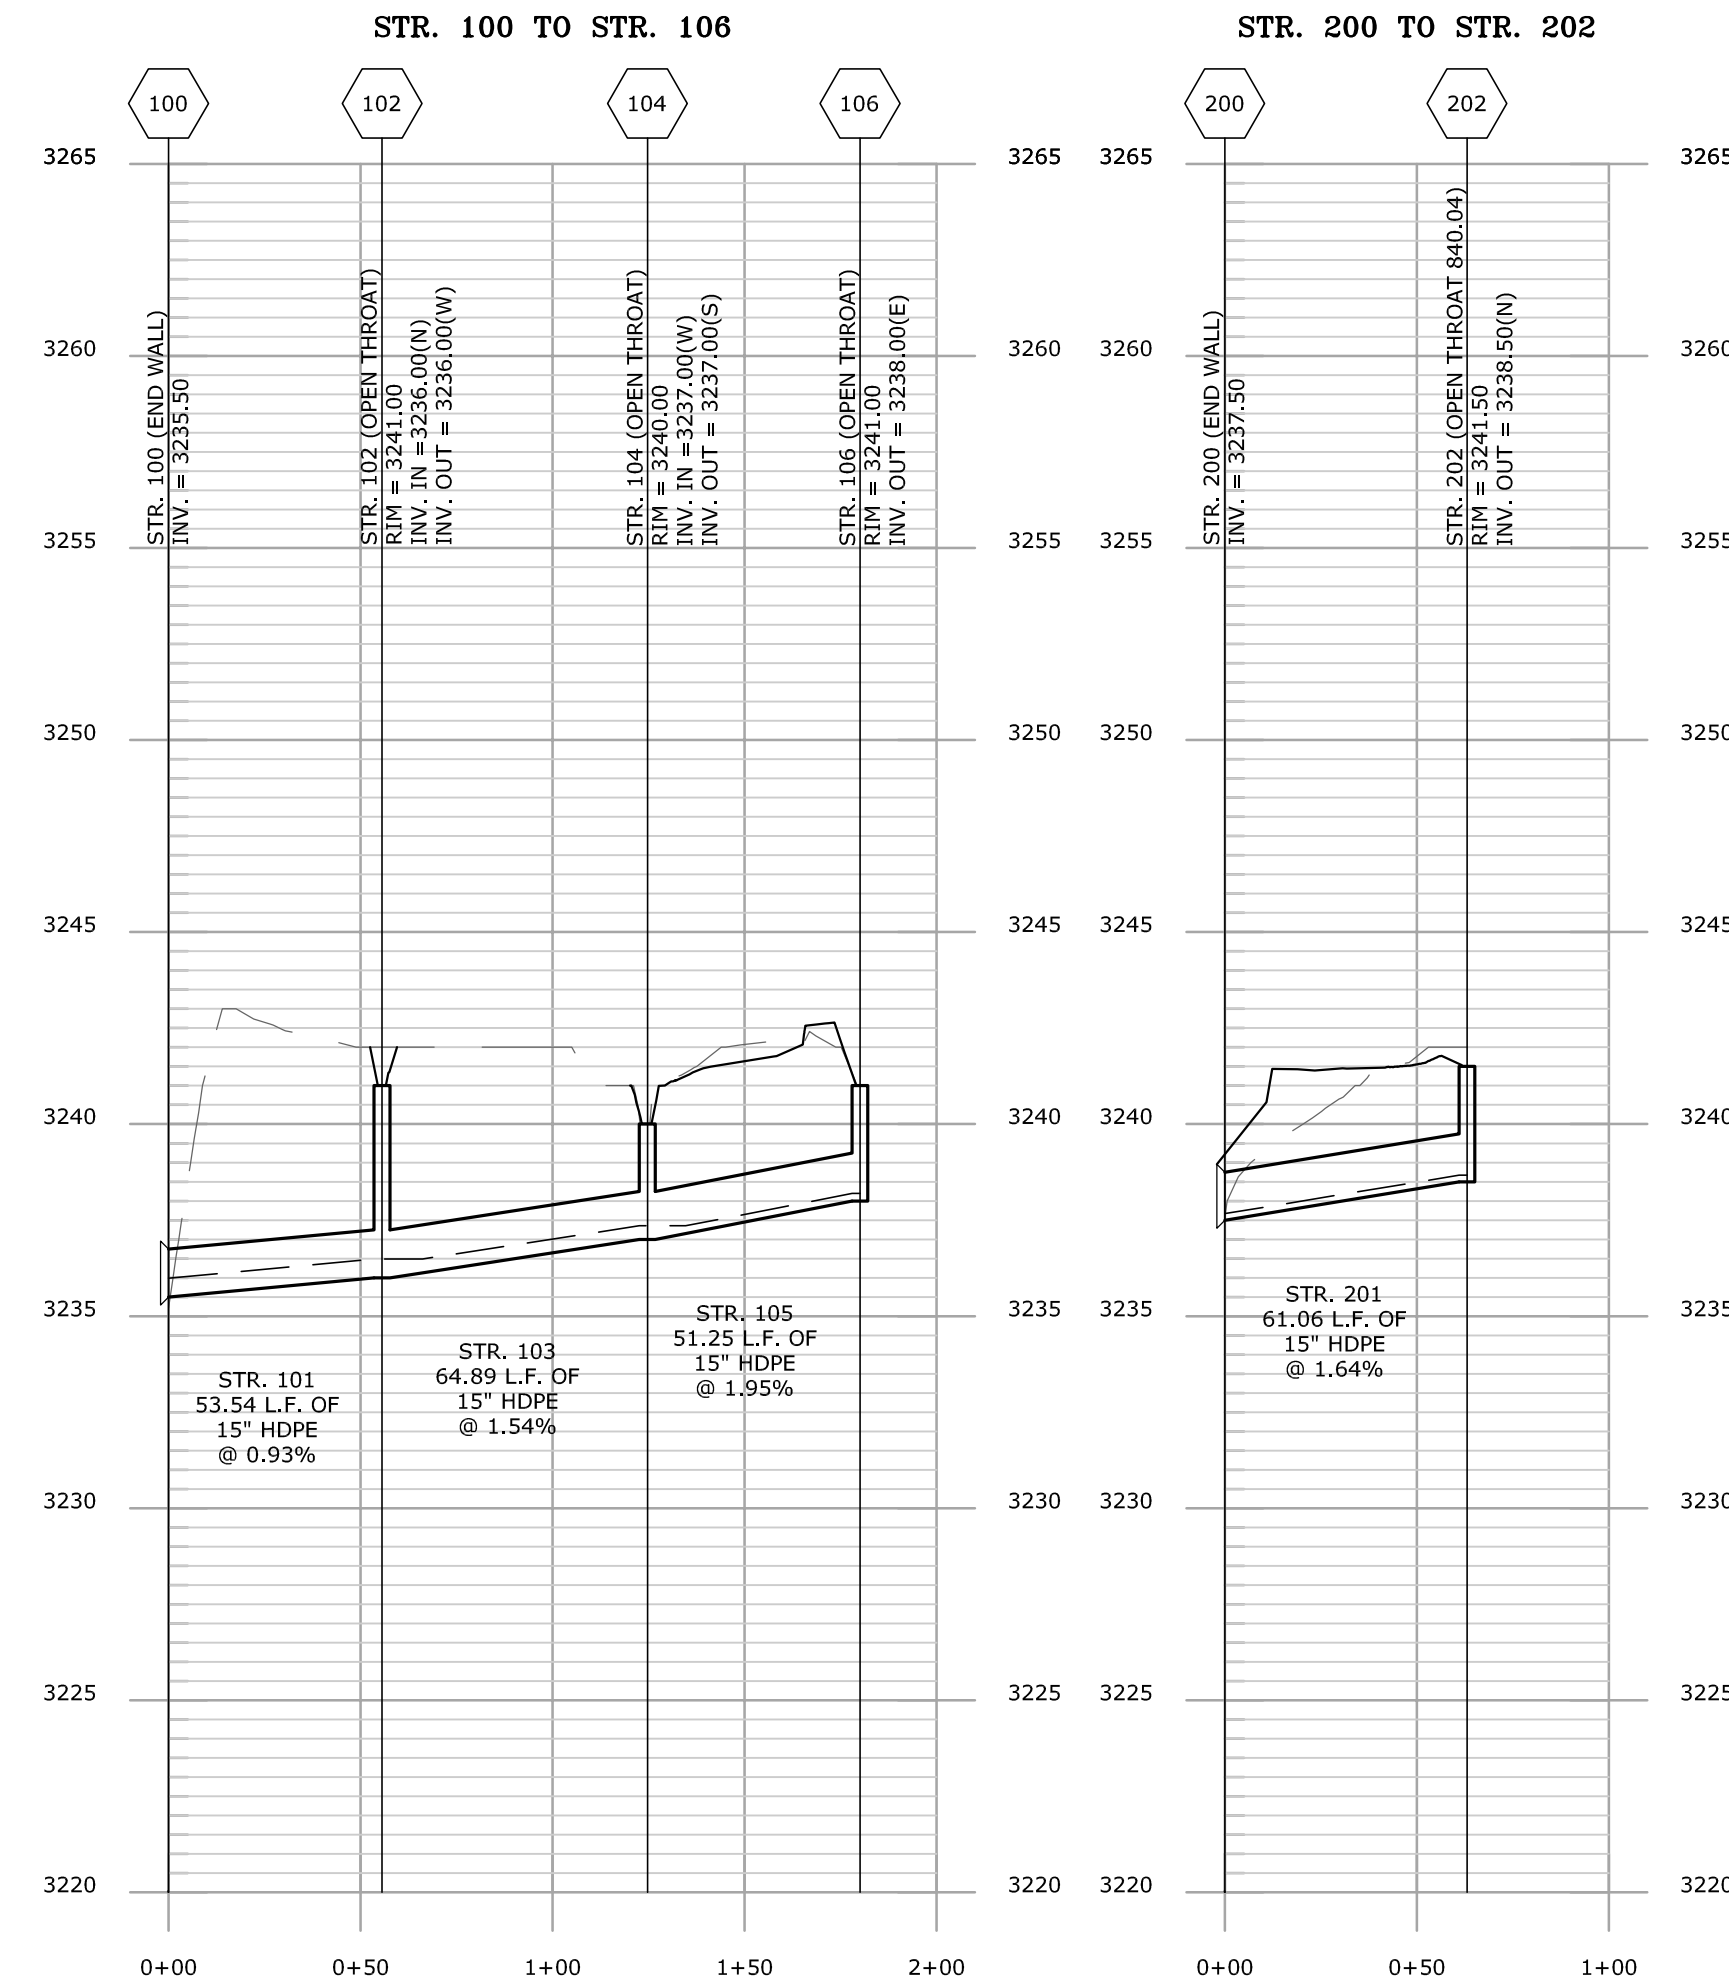 STR. 100 TO STR. 106
100
102
104
106
3265
3260
3255
3250
3245
3240
3235
3230
3225
3220
3265
3260
3255
3250
3245
3240
3235
3230
3225
3220
STR. 100 (END WALL)
INV. = 3235.50
STR. 102 (OPEN THROAT)
RIM = 3241.00
INV. IN =3236.00(N)
INV. OUT = 3236.00(W)
STR. 104 (OPEN THROAT)
RIM = 3240.00
INV. IN =3237.00(W)
INV. OUT = 3237.00(S)
STR. 106 (OPEN THROAT)
RIM = 3241.00
INV. OUT = 3238.00(E)
STR. 101
53.54 L.F. OF
15" HDPE
@ 0.93%
STR. 103
64.89 L.F. OF
15" HDPE
@ 1.54%
STR. 105
51.25 L.F. OF
15" HDPE
@ 1.95%
0+00 0+50 1+00 1+50 2+00
STR. 200 TO STR. 202
200
202
3265
3260
3255
3250
3245
3240
3235
3230
3225
3220
3265
3260
3255
3250
3245
3240
3235
3230
3225
3220
STR. 200 (END WALL)
INV. = 3237.50
STR. 202 (OPEN THROAT 840.04)
RIM = 3241.50
INV. OUT = 3238.50(N)
STR. 201
61.06 L.F. OF
15" HDPE
@ 1.64%
0+00 0+50 1+00